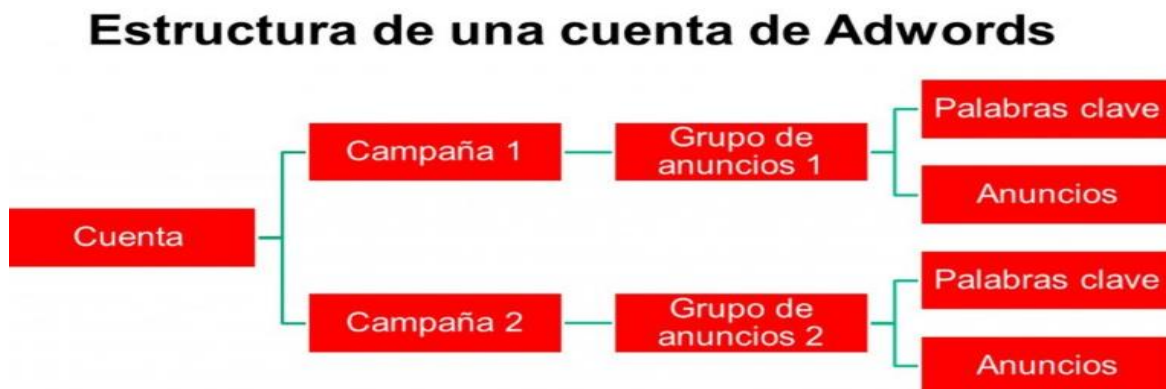 Estructura de una cuenta de Adwords
Cuenta
Campaña 1
Grupo de
anuncios 1
Palabras clave
Anuncios
Campaña 2
Grupo de
anuncios 2
Palabras clave
Anuncios